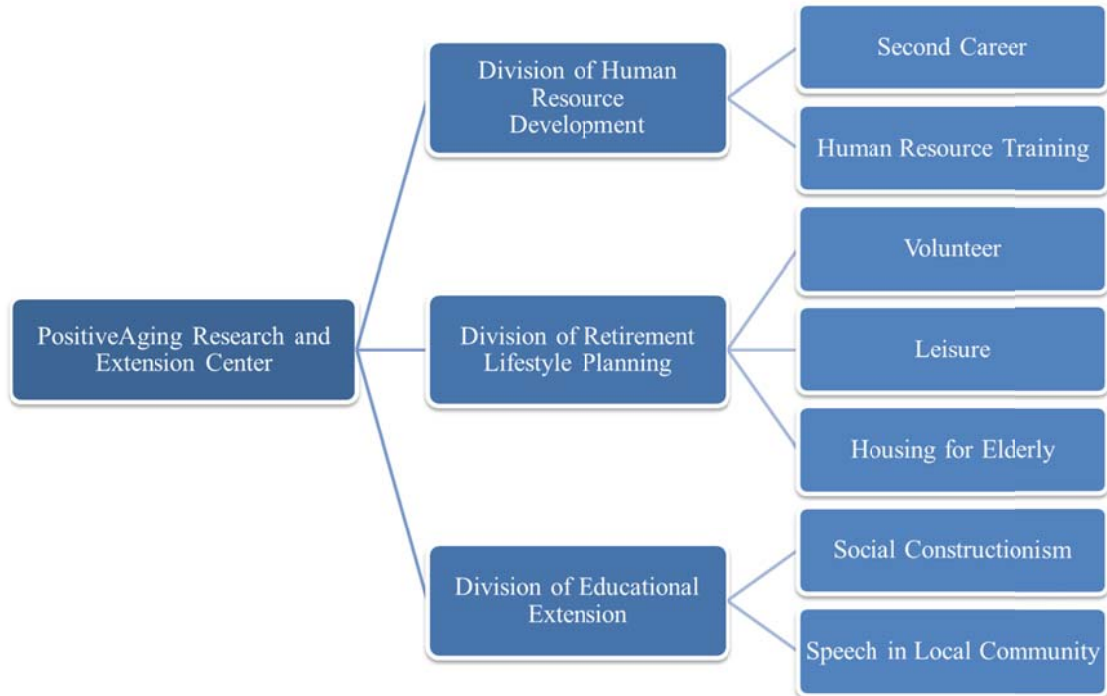 PositiveAging Research and
Extension Center
Division of Human
Resource
Development
Second Career
Human Resource Training
Division of Retirement
Lifestyle Planning
Volunteer
Leisure
Housing for Elderly
Division of Educational
Extension
Social Constructionism
Speech in Local Community